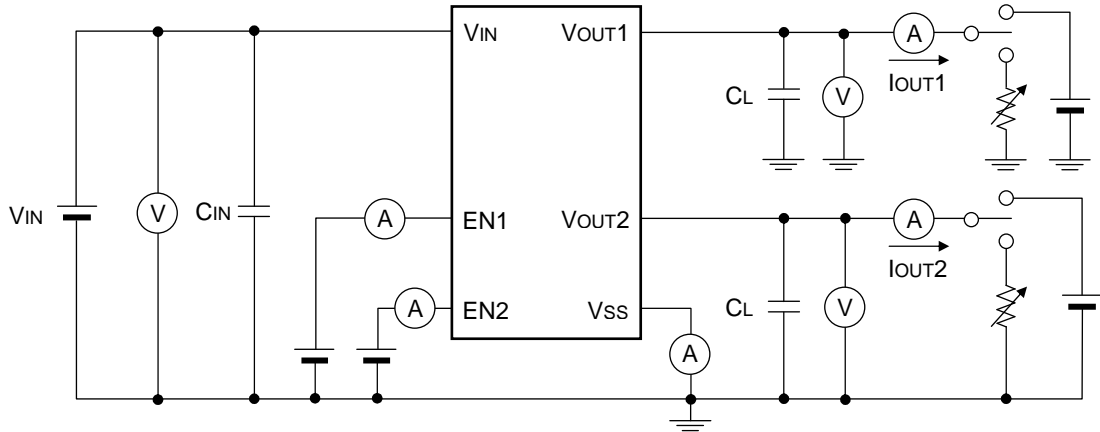 VIN VOUT1
A
IOUT1
CL V
VIN V CIN
A EN1 VOUT2 A
IOUT2
A EN2 VSS CL V
A